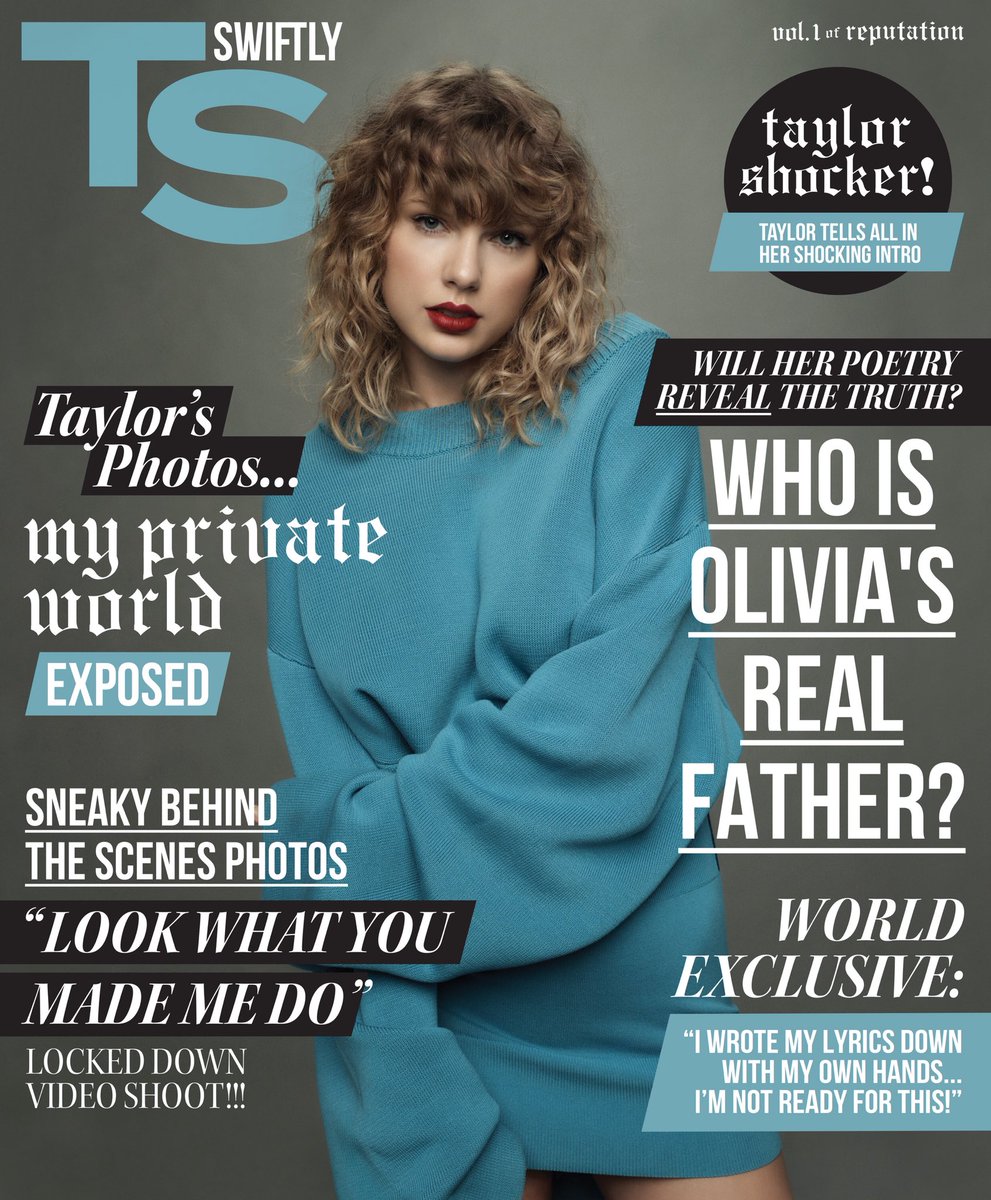 TS
SWIFTLY
vol.1 of reputation
taylor
shocker!
TAYLOR TELLS ALL IN
HER SHOCKING INTRO
WILL HER POETRY
REVEAL THE TRUTH?
WHO IS
OLIVIA'S
REAL
FATHER?
Taylor's
Photos...
my private
world
EXPOSED
SNEAKY BEHIND
THE SCENES PHOTOS
“LOOK WHAT YOU
MADE ME DO”
LOCKED DOWN
VIDEO SHOOT!!!
WORLD
EXCLUSIVE:
“I WROTE MY LYRICS DOWN
WITH MY OWN HANDS...
I'M NOT READY FOR THIS!”